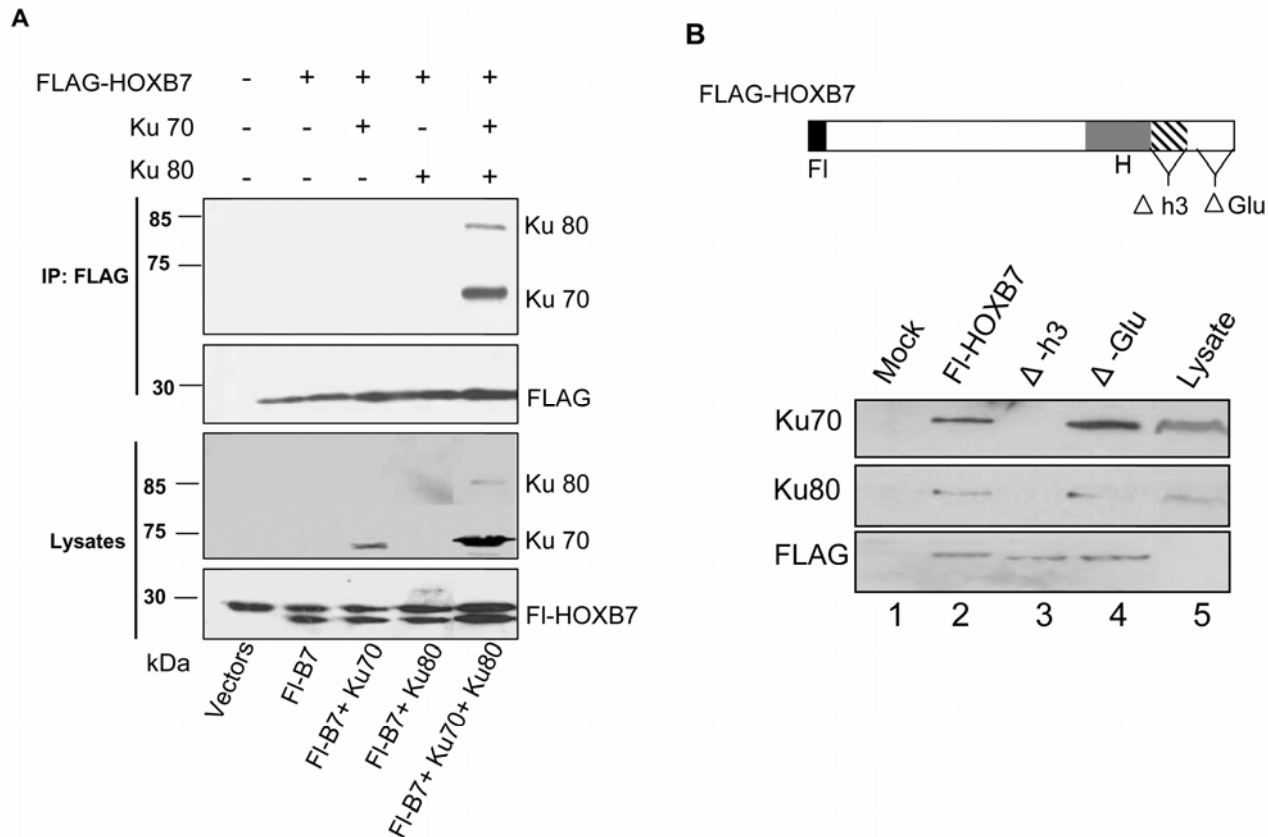 A
FLAG-HOXB7 - + + + +
Ku 70 - - + - +
Ku 80 - - - + +
IP: FLAG
85
75
Ku 80
Ku 70
30
FLAG
Lysates
85
75
Ku 80
Ku 70
30
Fl-HOXB7
kDa
Vectors
Fl-B7
Fl-B7+ Ku70
Fl-B7+ Ku80
Fl-B7+ Ku70+ Ku80
B
FLAG-HOXB7
Fl
H
Δ h3
Δ Glu
Mock
Fl-HOXB7
Δ -h3
Δ -Glu
Lysate
Ku70
Ku80
FLAG
1 2 3 4 5